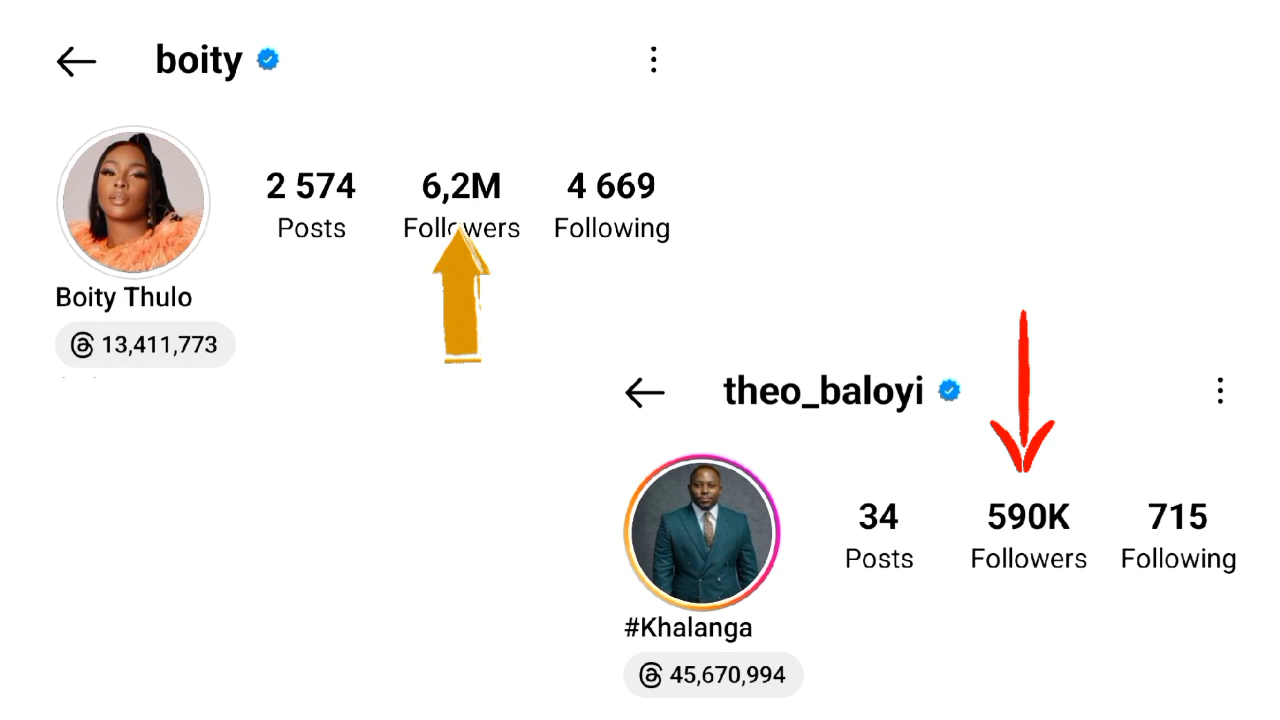 boity
2 574 6,2M 4 669
Posts Followers Following
Boity Thulo
13,411,773
theo_baloyi
34 590K 715
Posts Followers Following
#Khalanga
45,670,994